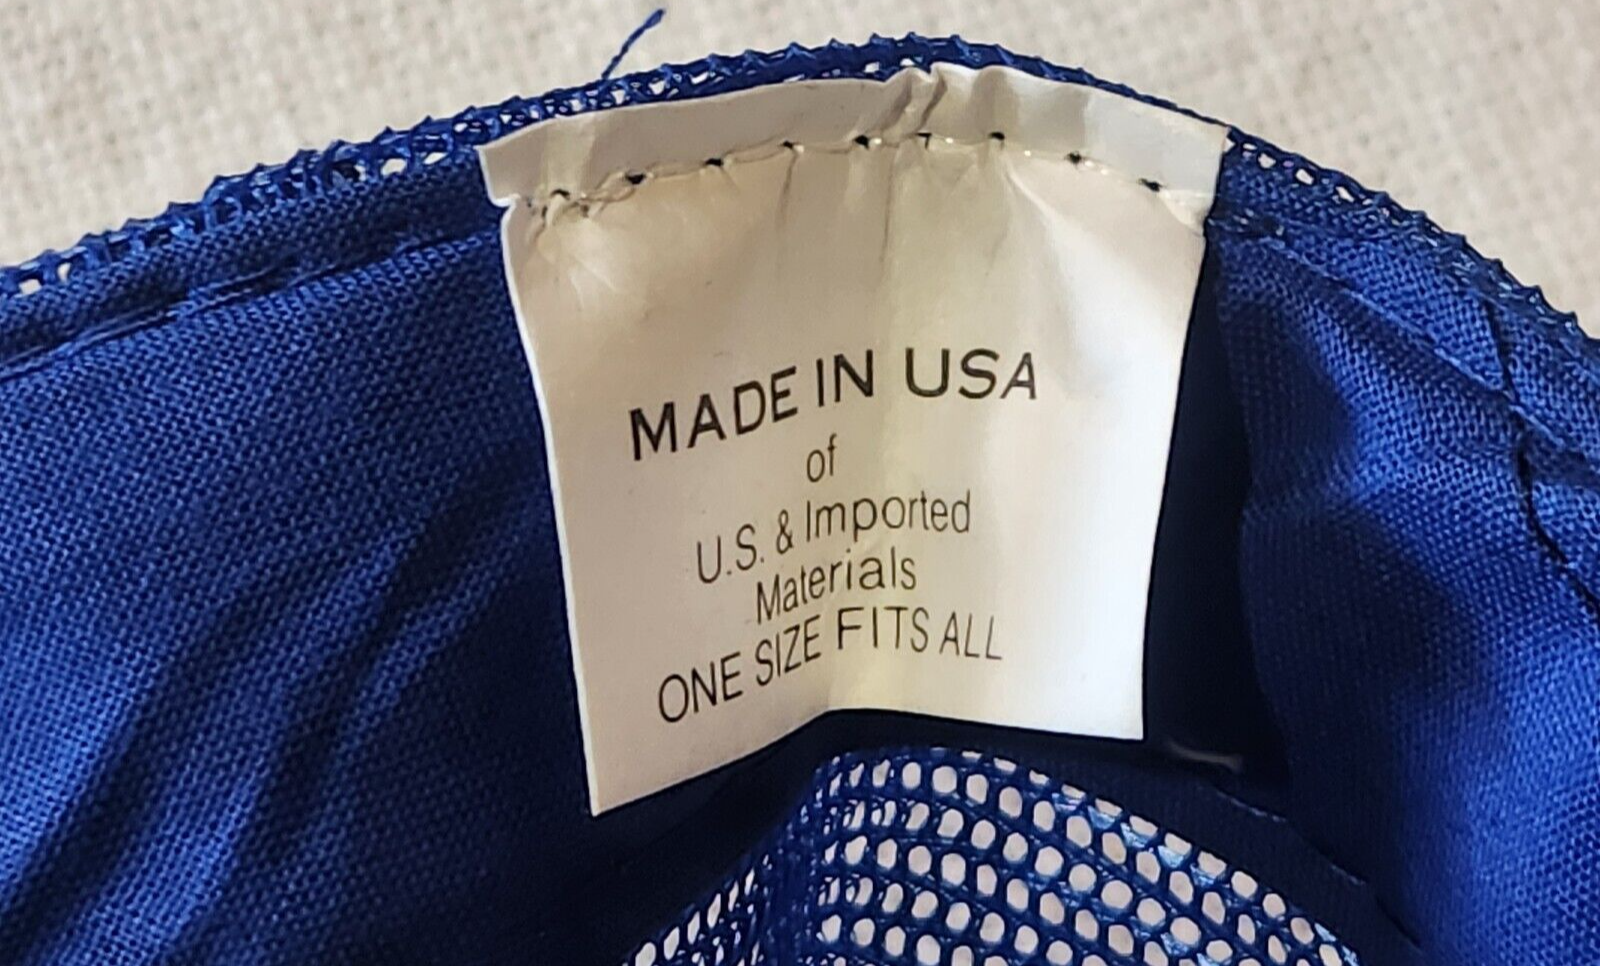 MADE IN USA
of
U.S. & Imported
Materials
ONE SIZE FITS ALL